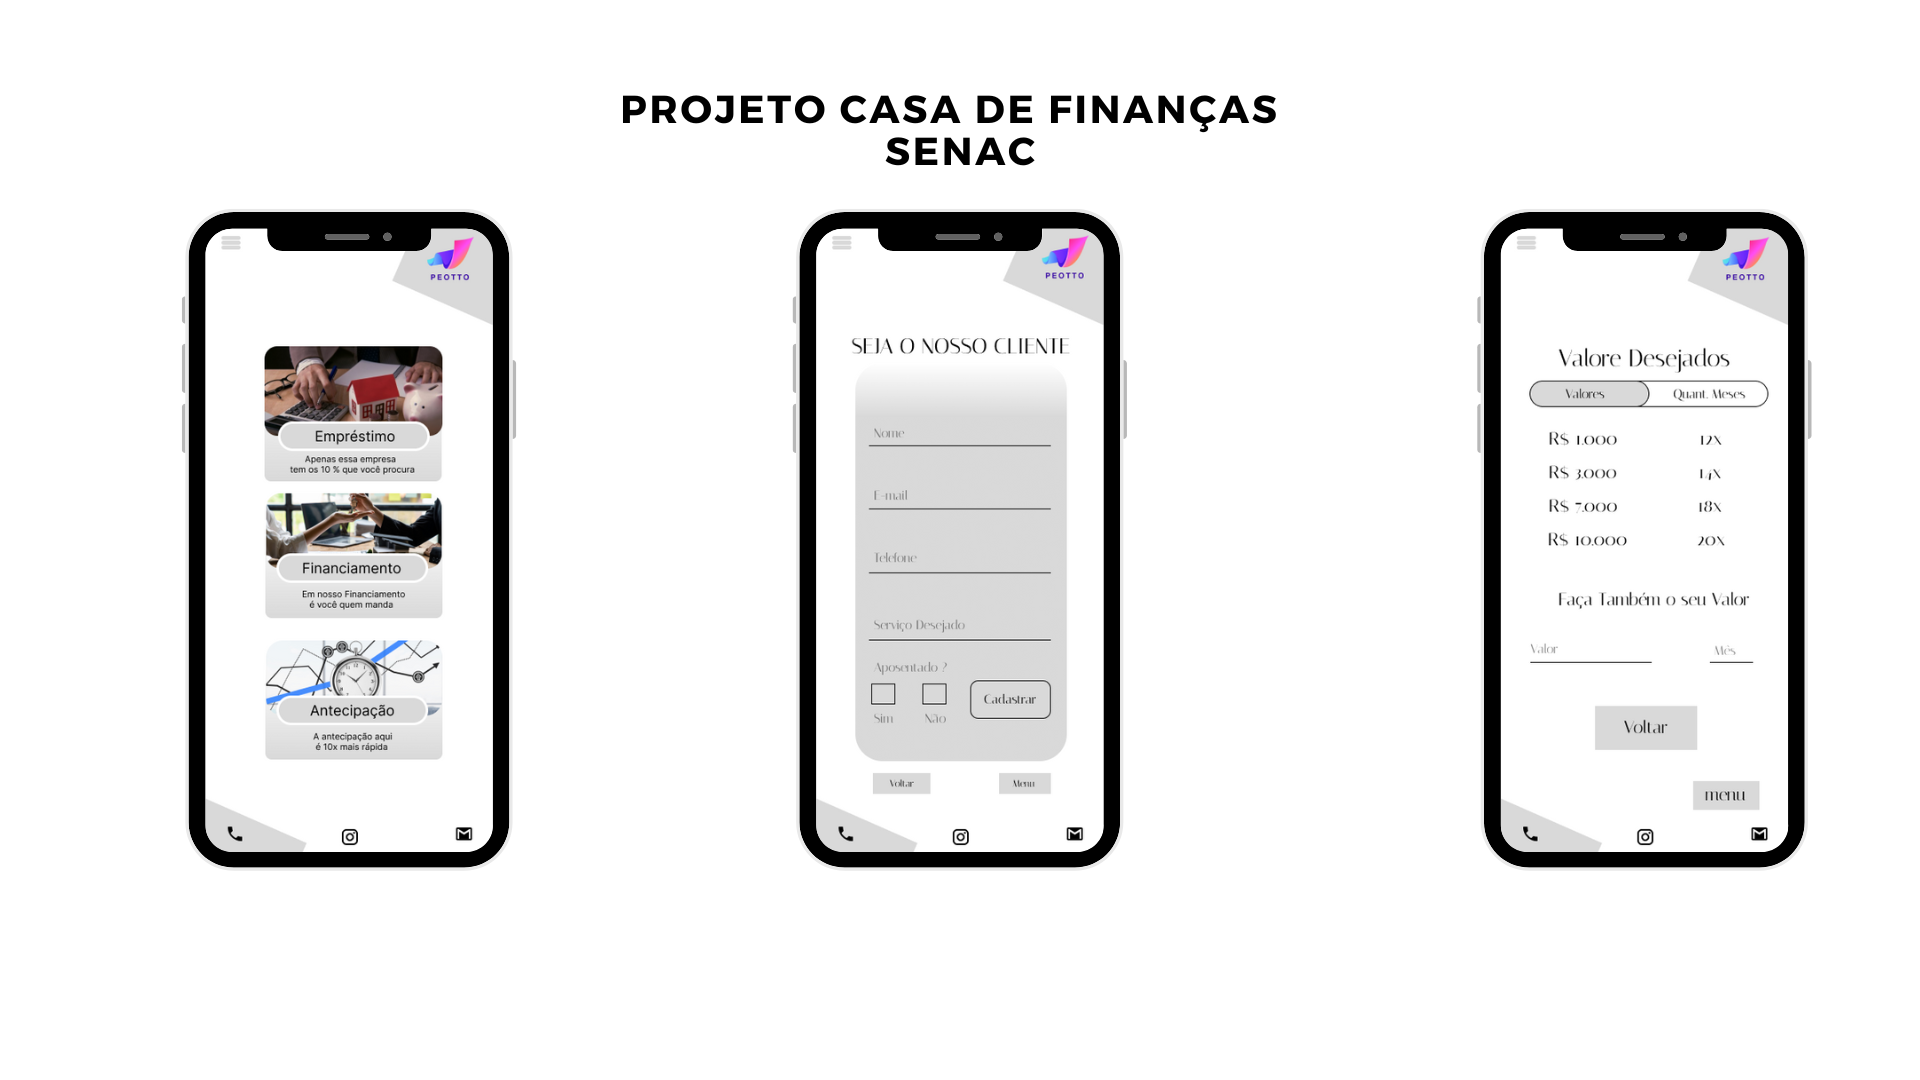 PROJETO CASA DE FINANÇAS
SENAC
PEOTTO
Empréstimo
Apenas essa empresa
tem os 10 % que você procura
Financiamento
Em nosso Financiamento
é você quem manda
Antecipação
A antecipação aqui
é 10x mais rápida
PEOTTO
SEJA O NOSSO CLIENTE
Nome
E-mail
Telefone
Serviço Desejado
Aposentado ?
Sim
Não
Cadastrar
Voltar
Menu
PEOTTO
Valore Desejados
Valores
Quant. Meses
R$ 1.000 12x
R$ 3.000 14x
R$ 7.000 18x
R$ 10.000 20x
Faça Também o seu Valor
Valor
Mês
Voltar
menu